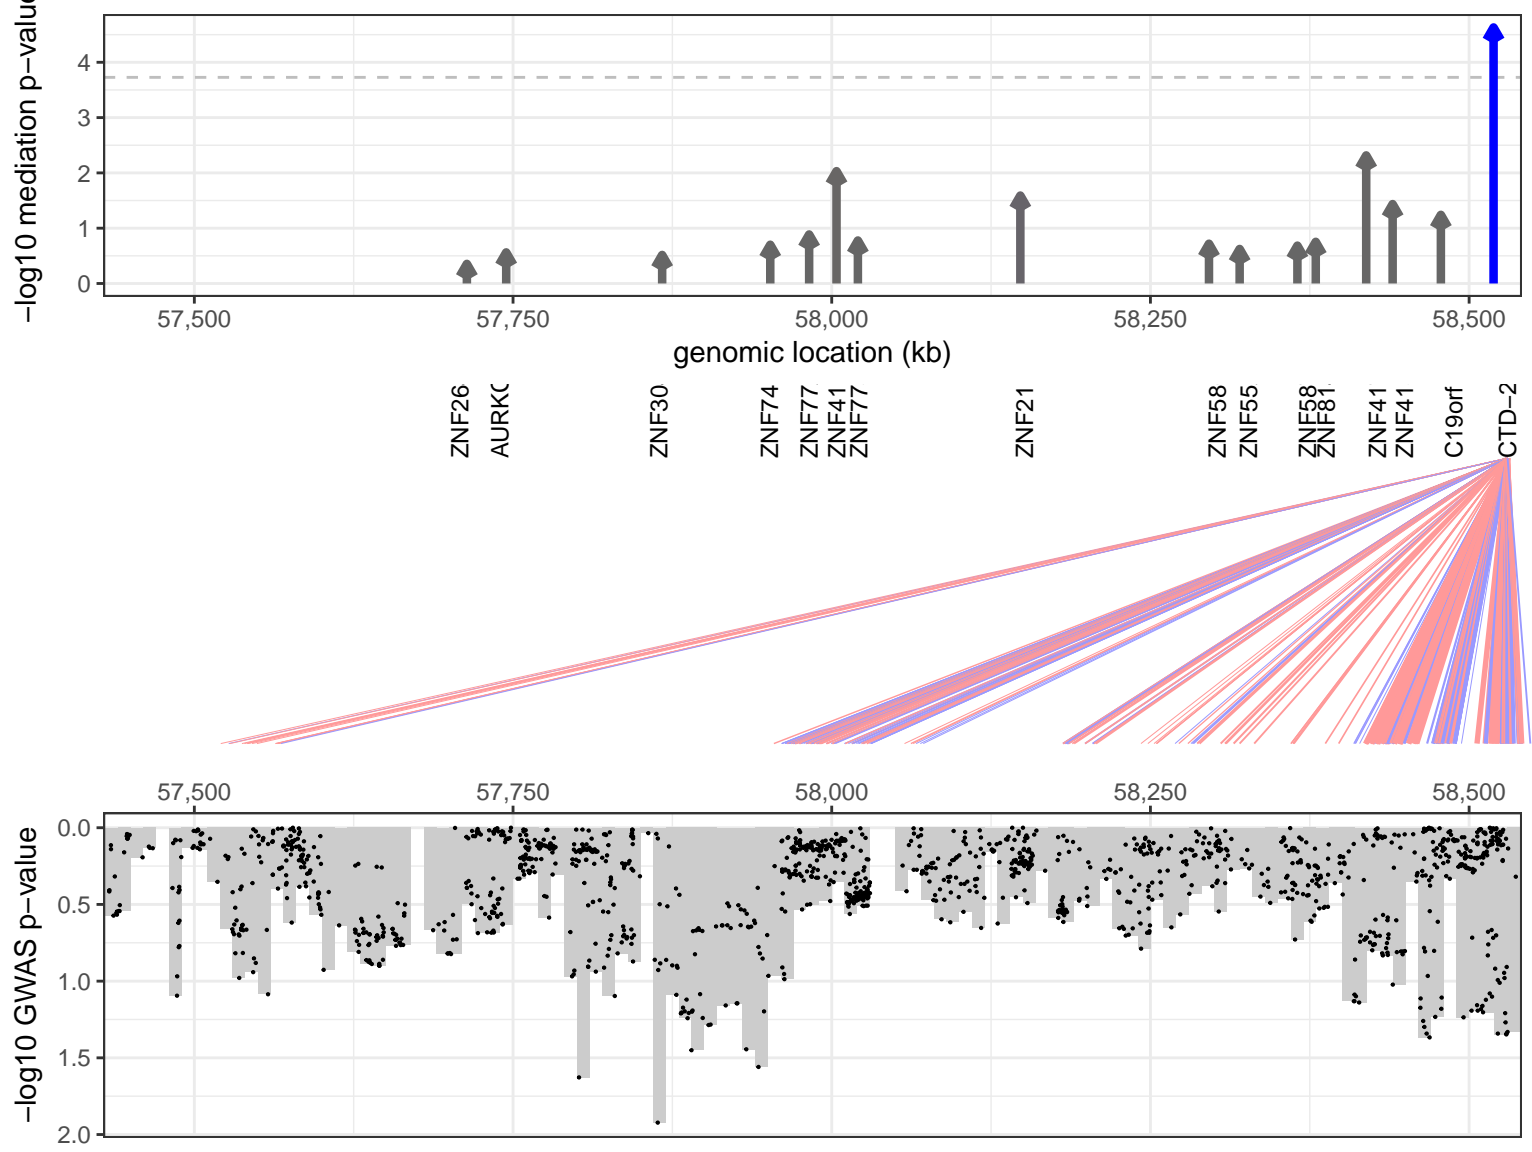 −log10 mediation p−value
4
3
2
1
0
57,500 57,750 58,000 58,250 58,500
genomic location (kb)
ZNF26 AURKC ZNF30 ZNF74 ZNF77 ZNF41 ZNF77 ZNF21 ZNF58 ZNF55 ZNF58 ZNF81 ZNF41 ZNF41 C19orf CTD−2
57,500 57,750 58,000 58,250 58,500
−log10 GWAS p−value
0.0
0.5
1.0
1.5
2.0